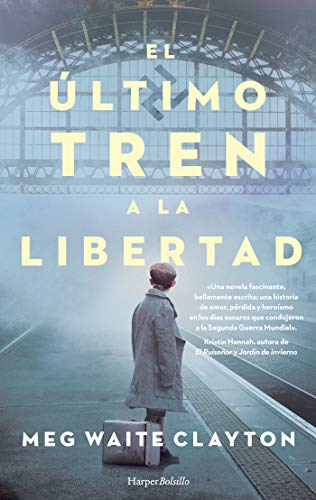 EL
ÚLTIMO
TREN
A LA
LIBERTAD
«Una novela fascinante,
bellamente escrita: una historia
de amor, pérdida y heroísmo
en los días oscuros que condujeron
a la Segunda Guerra Mundial».
Kristin Hannah, autora de
El Ruiseñor y Jardín de invierno
MEG WAITE CLAYTON
HarperBolsillo